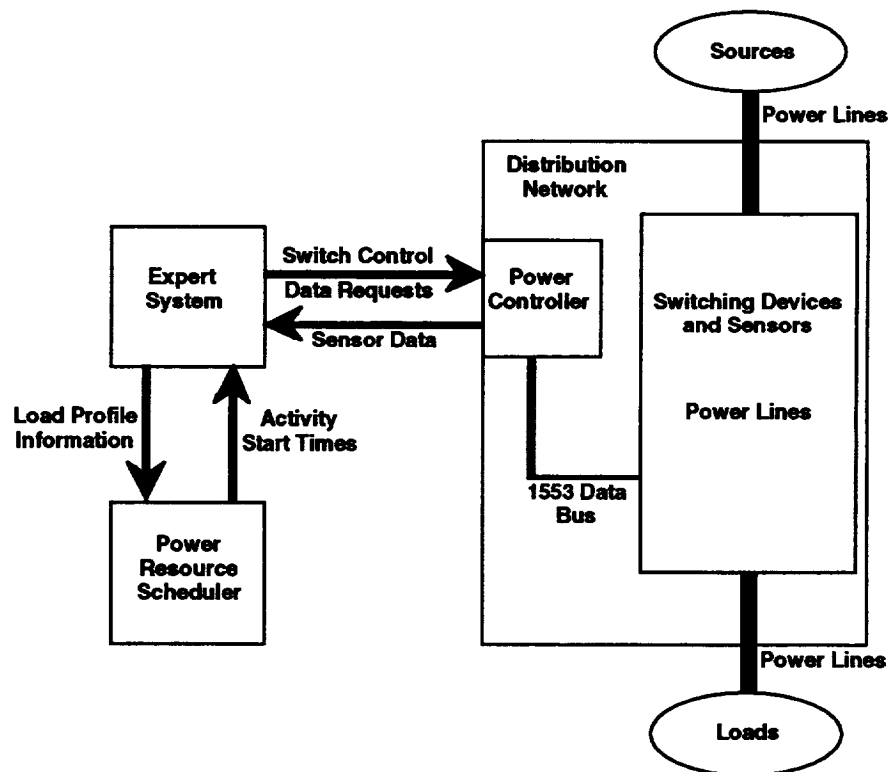 Sources
Power Lines
Distribution
Network
Expert
System
Switch Control
Data Requests
Sensor Data
Power
Controller
Switching Devices
and Sensors
Power Lines
Load Profile
Information
Activity
Start Times
1553 Data
Bus
Power
Resource
Scheduler
Power Lines
Loads